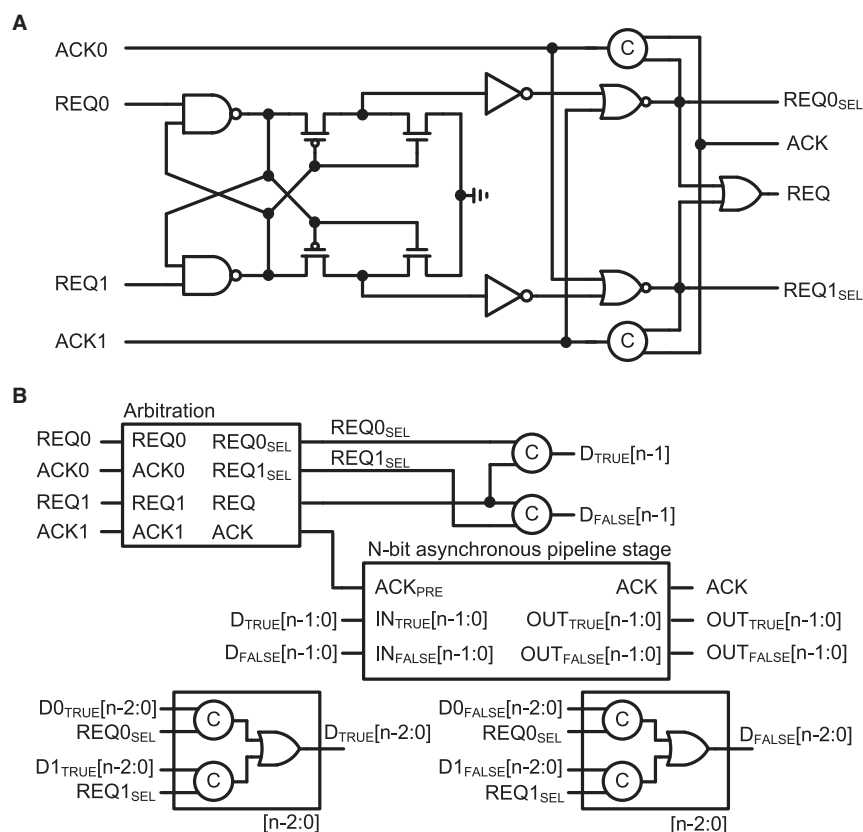 A
ACK0
REQ0
REQ1
ACK1
C
C
REQ0SEL
ACK
REQ
REQ1SEL
B
Arbitration
REQ0 REQ0 REQ0SEL REQ0SEL
ACK0 ACK0 REQ1SEL REQ1SEL
REQ1 REQ1 REQ
ACK1 ACK1 ACK
C DTRUE[n-1]
C DFALSE[n-1]
N-bit asynchronous pipeline stage
ACKPRE ACK ACK
DTRUE[n-1:0] INTRUE[n-1:0] OUTTRUE[n-1:0] OUTTRUE[n-1:0]
DFALSE[n-1:0] INFALSE[n-1:0] OUTFALSE[n-1:0] OUTFALSE[n-1:0]
D0TRUE[n-2:0]
REQ0SEL
C
D1TRUE[n-2:0]
REQ1SEL
C
DTRUE[n-2:0]
[n-2:0]
D0FALSE[n-2:0]
REQ0SEL
C
D1FALSE[n-2:0]
REQ1SEL
C
DFALSE[n-2:0]
[n-2:0]